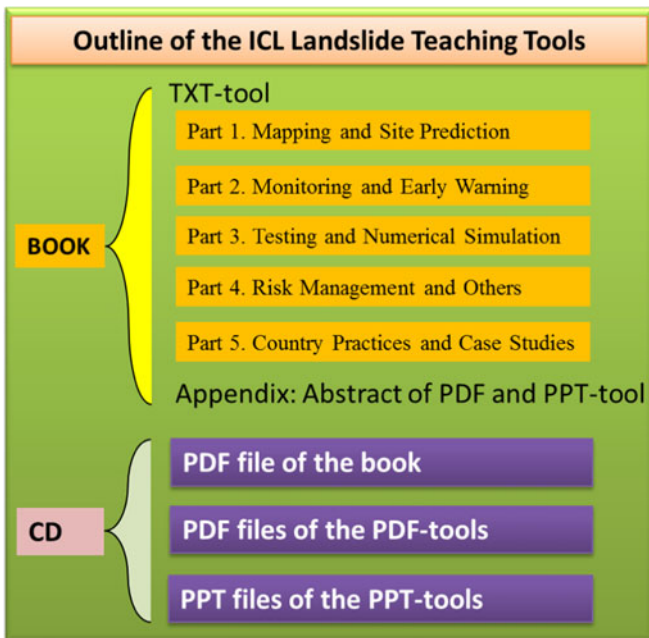 Outline of the ICL Landslide Teaching Tools
BOOK
TXT-tool
Part 1. Mapping and Site Prediction
Part 2. Monitoring and Early Warning
Part 3. Testing and Numerical Simulation
Part 4. Risk Management and Others
Part 5. Country Practices and Case Studies
Appendix: Abstract of PDF and PPT-tool
CD
PDF file of the book
PDF files of the PDF-tools
PPT files of the PPT-tools